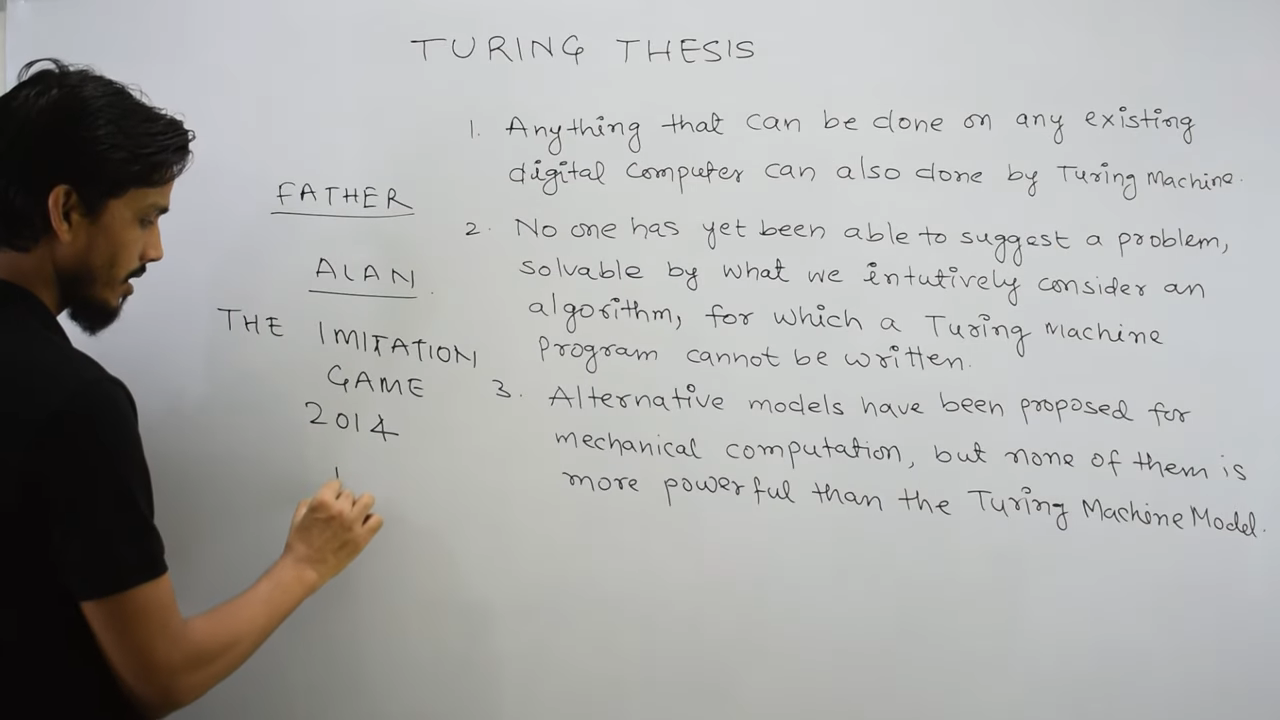 TURING THESIS
1. Anything that can be done on any existing
digital computer can also done by Turing Machine.
2. No one has yet been able to suggest a problem,
solvable by what we intutively consider an
algorithm, for which a Turing Machine
Program cannot be written.
3. Alternative models have been proposed for
mechanical computation, but none of them is
more powerful than the Turing Machine Model.
FATHER
ALAN.
THE IMITATION
GAME
2014